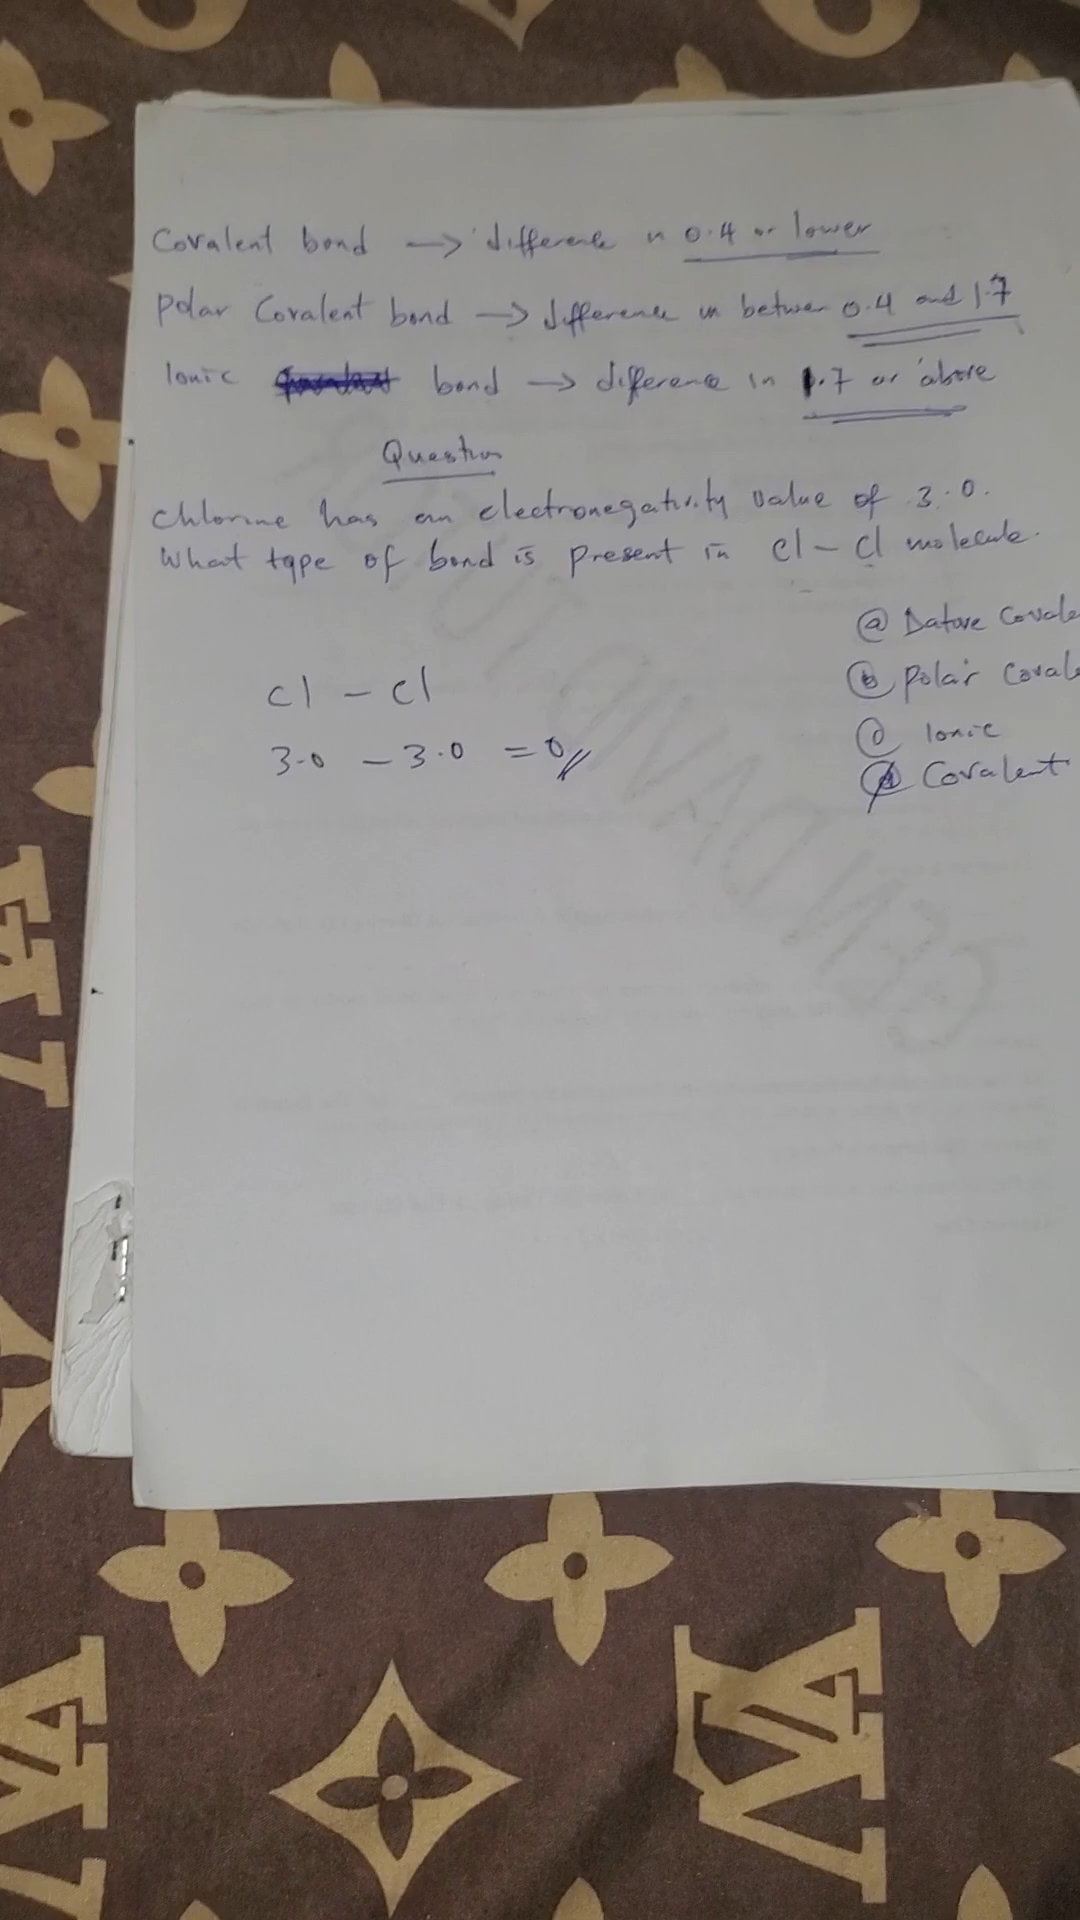 Covalent bond → difference in 0.4 or lower
Polar Covalent bond → difference in between 0.4 and 1.7
Ionic bond → difference in 1.7 or above
Question
Chlorine has an electronegativity value of 3.0.
What type of bond is present in Cl - Cl molecule.
ⓐ Dative Covale
ⓑ Polar Covale
Cl - Cl
ⓒ Ionic
3.0 - 3.0 = 0//
ⓓ Covalent